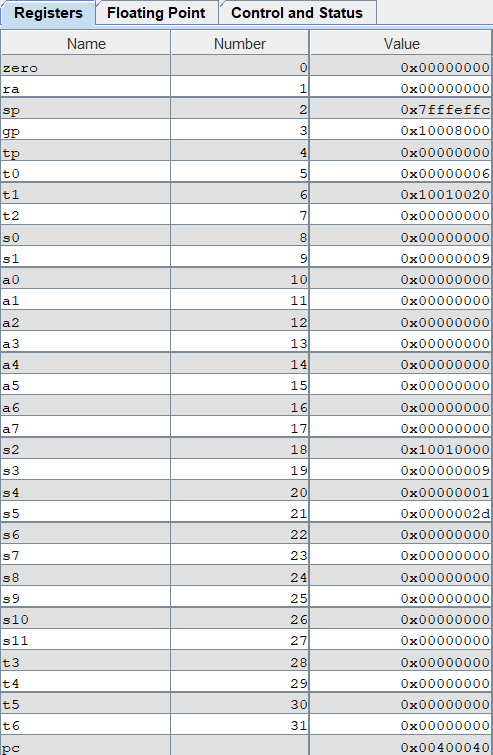 Registers Floating Point Control and Status
Name Number Value
zero 0 0x00000000
ra 1 0x00000000
sp 2 0x7fffeffc
gp 3 0x10008000
tp 4 0x00000000
t0 5 0x00000006
t1 6 0x10010020
t2 7 0x00000000
s0 8 0x00000000
s1 9 0x00000009
a0 10 0x00000000
a1 11 0x00000000
a2 12 0x00000000
a3 13 0x00000000
a4 14 0x00000000
a5 15 0x00000000
a6 16 0x00000000
a7 17 0x00000000
s2 18 0x10010000
s3 19 0x00000009
s4 20 0x00000001
s5 21 0x0000002d
s6 22 0x00000000
s7 23 0x00000000
s8 24 0x00000000
s9 25 0x00000000
s10 26 0x00000000
s11 27 0x00000000
t3 28 0x00000000
t4 29 0x00000000
t5 30 0x00000000
t6 31 0x00000000
pc 0x00400040